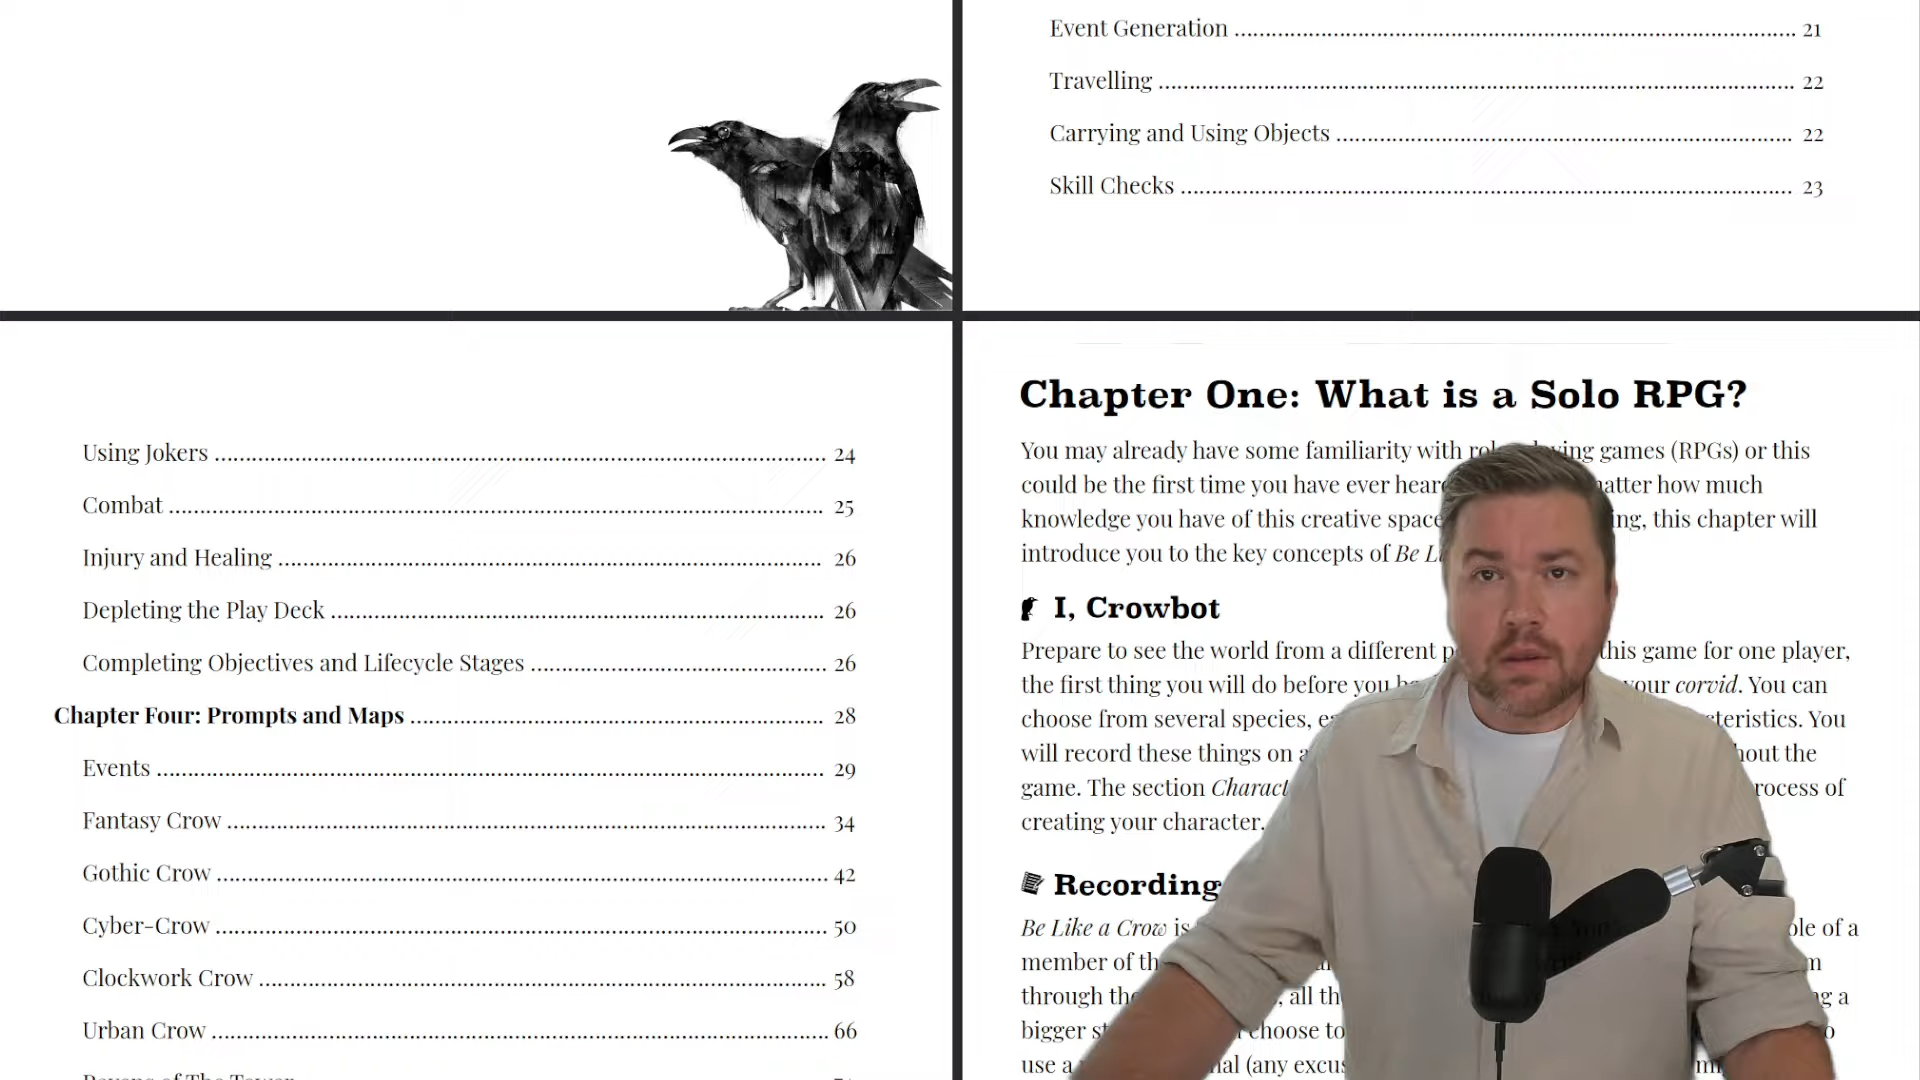 Event Generation ........ 21
Travelling ........ 22
Carrying and Using Objects ........ 22
Skill Checks ........ 23
Using Jokers ........ 24
Combat ........ 25
Injury and Healing ........ 26
Depleting the Play Deck ........ 26
Completing Objectives and Lifecycle Stages ........ 26
Chapter Four: Prompts and Maps ........ 28
Events ........ 29
Fantasy Crow ........ 34
Gothic Crow ........ 42
Cyber-Crow ........ 50
Clockwork Crow ........ 58
Urban Crow ........ 66
Chapter One: What is a Solo RPG?
You may already have some familiarity with games (RPGs) or this
could be the first time you have ever how much
knowledge you have of this creative space this chapter will
introduce you to the key concepts of Be
I, Crowbot
Prepare to see the world from a different this game for one player,
the first thing you will do before you your corvid. You can
choose from several species, You
will record these things on a the
game. The section of
creating your character.
Recording
Be Like a Crow is of a
member of
through all a
bigger choose to
use a (any